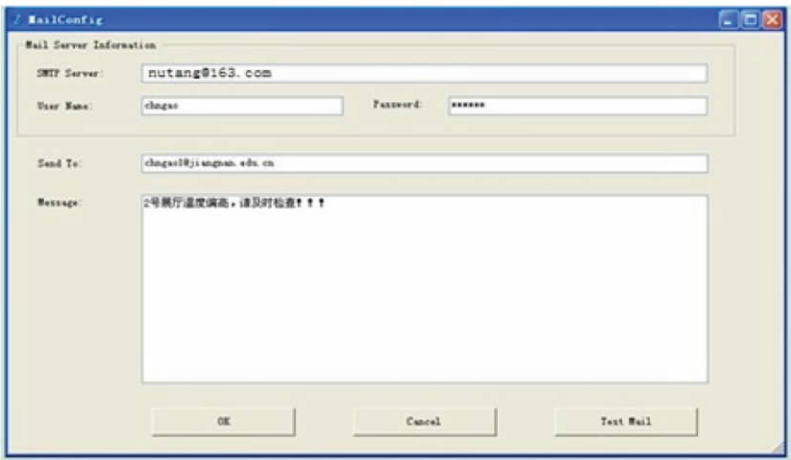 MailConfig
Mail Server Information
SMTP Server: nutang@163.com
User Name: chngao Password: ******
Send To: chngao1@jiangnan.edu.cn
Message: 2号展厅温度偏高，请及时检查！！！
OK Cancel Test Mail